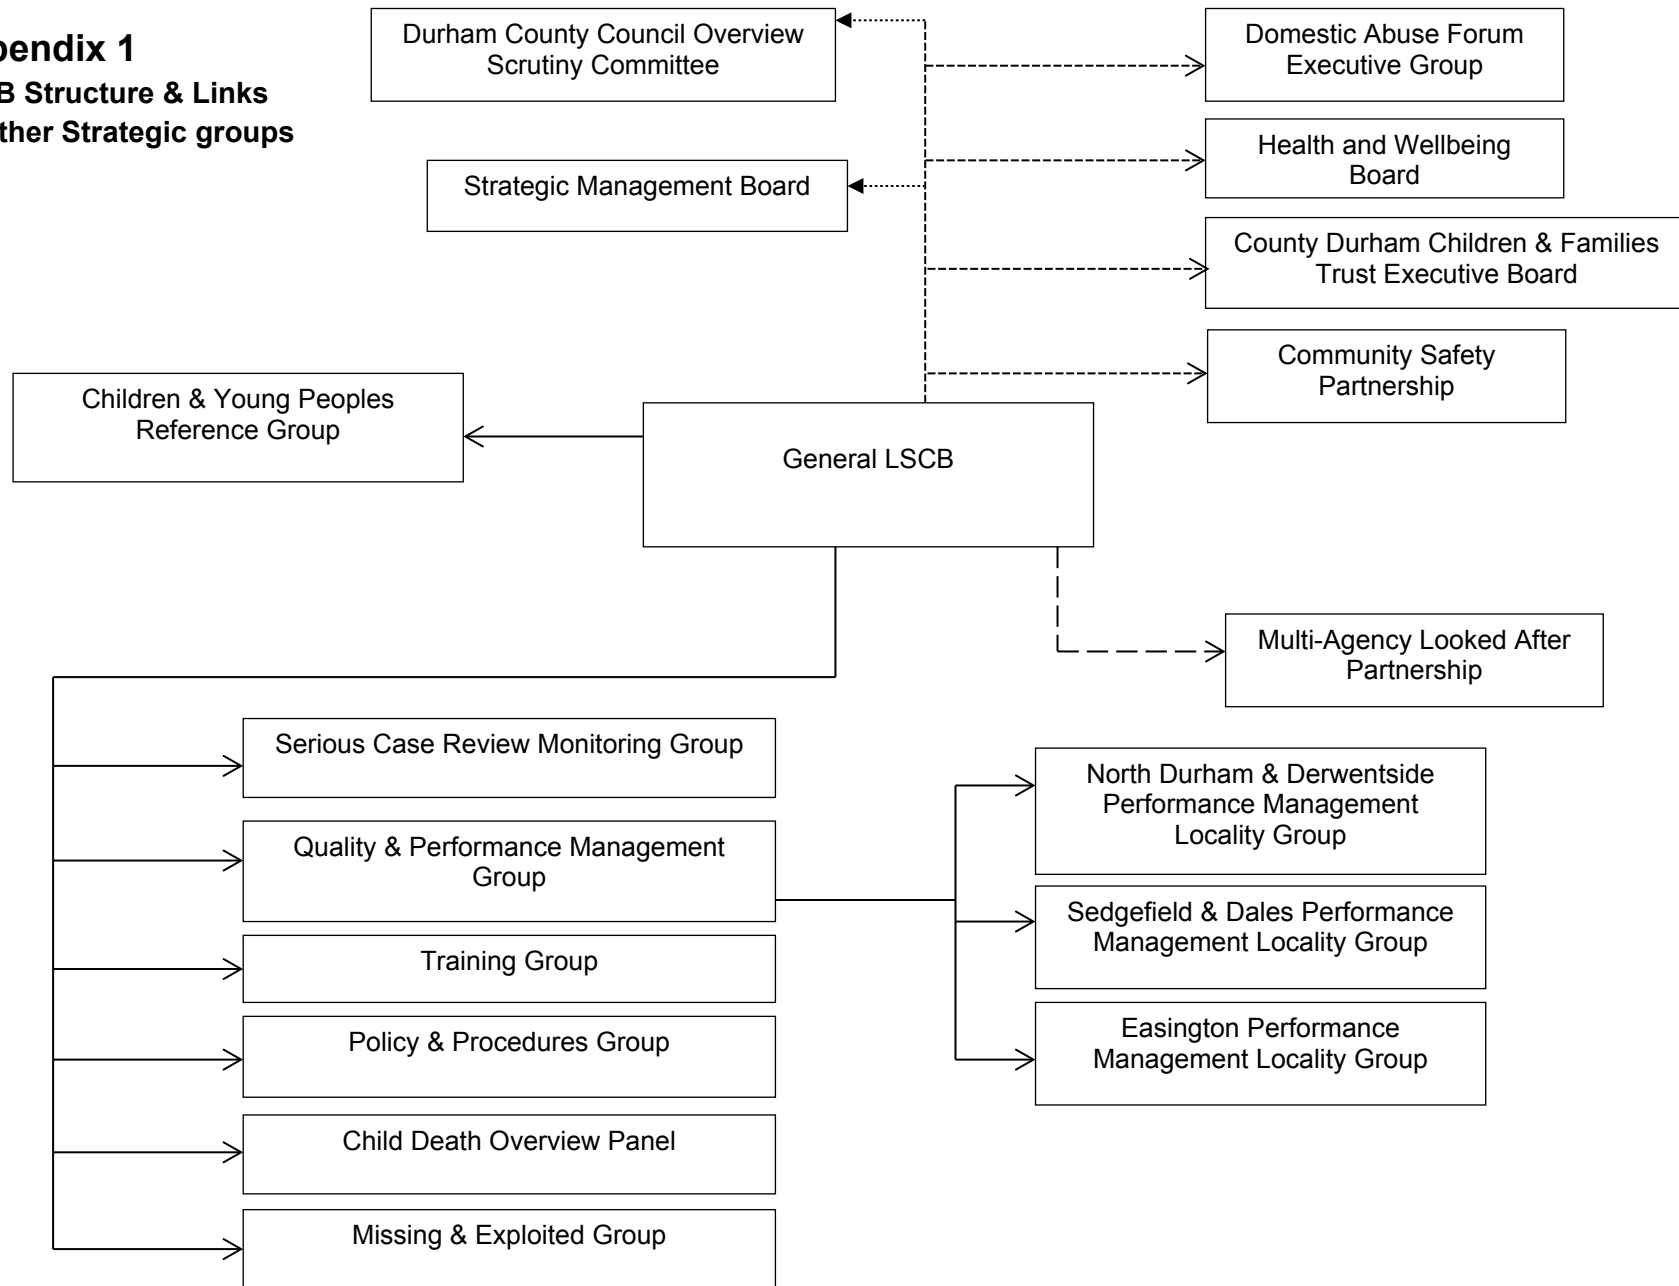 pendix 1
B Structure & Links
ther Strategic groups
Durham County Council Overview
Scrutiny Committee
Domestic Abuse Forum
Executive Group
Health and Wellbeing
Board
Strategic Management Board
County Durham Children & Families
Trust Executive Board
Community Safety
Partnership
Children & Young Peoples
Reference Group
General LSCB
Multi-Agency Looked After
Partnership
Serious Case Review Monitoring Group
Quality & Performance Management
Group
Training Group
Policy & Procedures Group
Child Death Overview Panel
Missing & Exploited Group
North Durham & Derwentside
Performance Management
Locality Group
Sedgefield & Dales Performance
Management Locality Group
Easington Performance
Management Locality Group